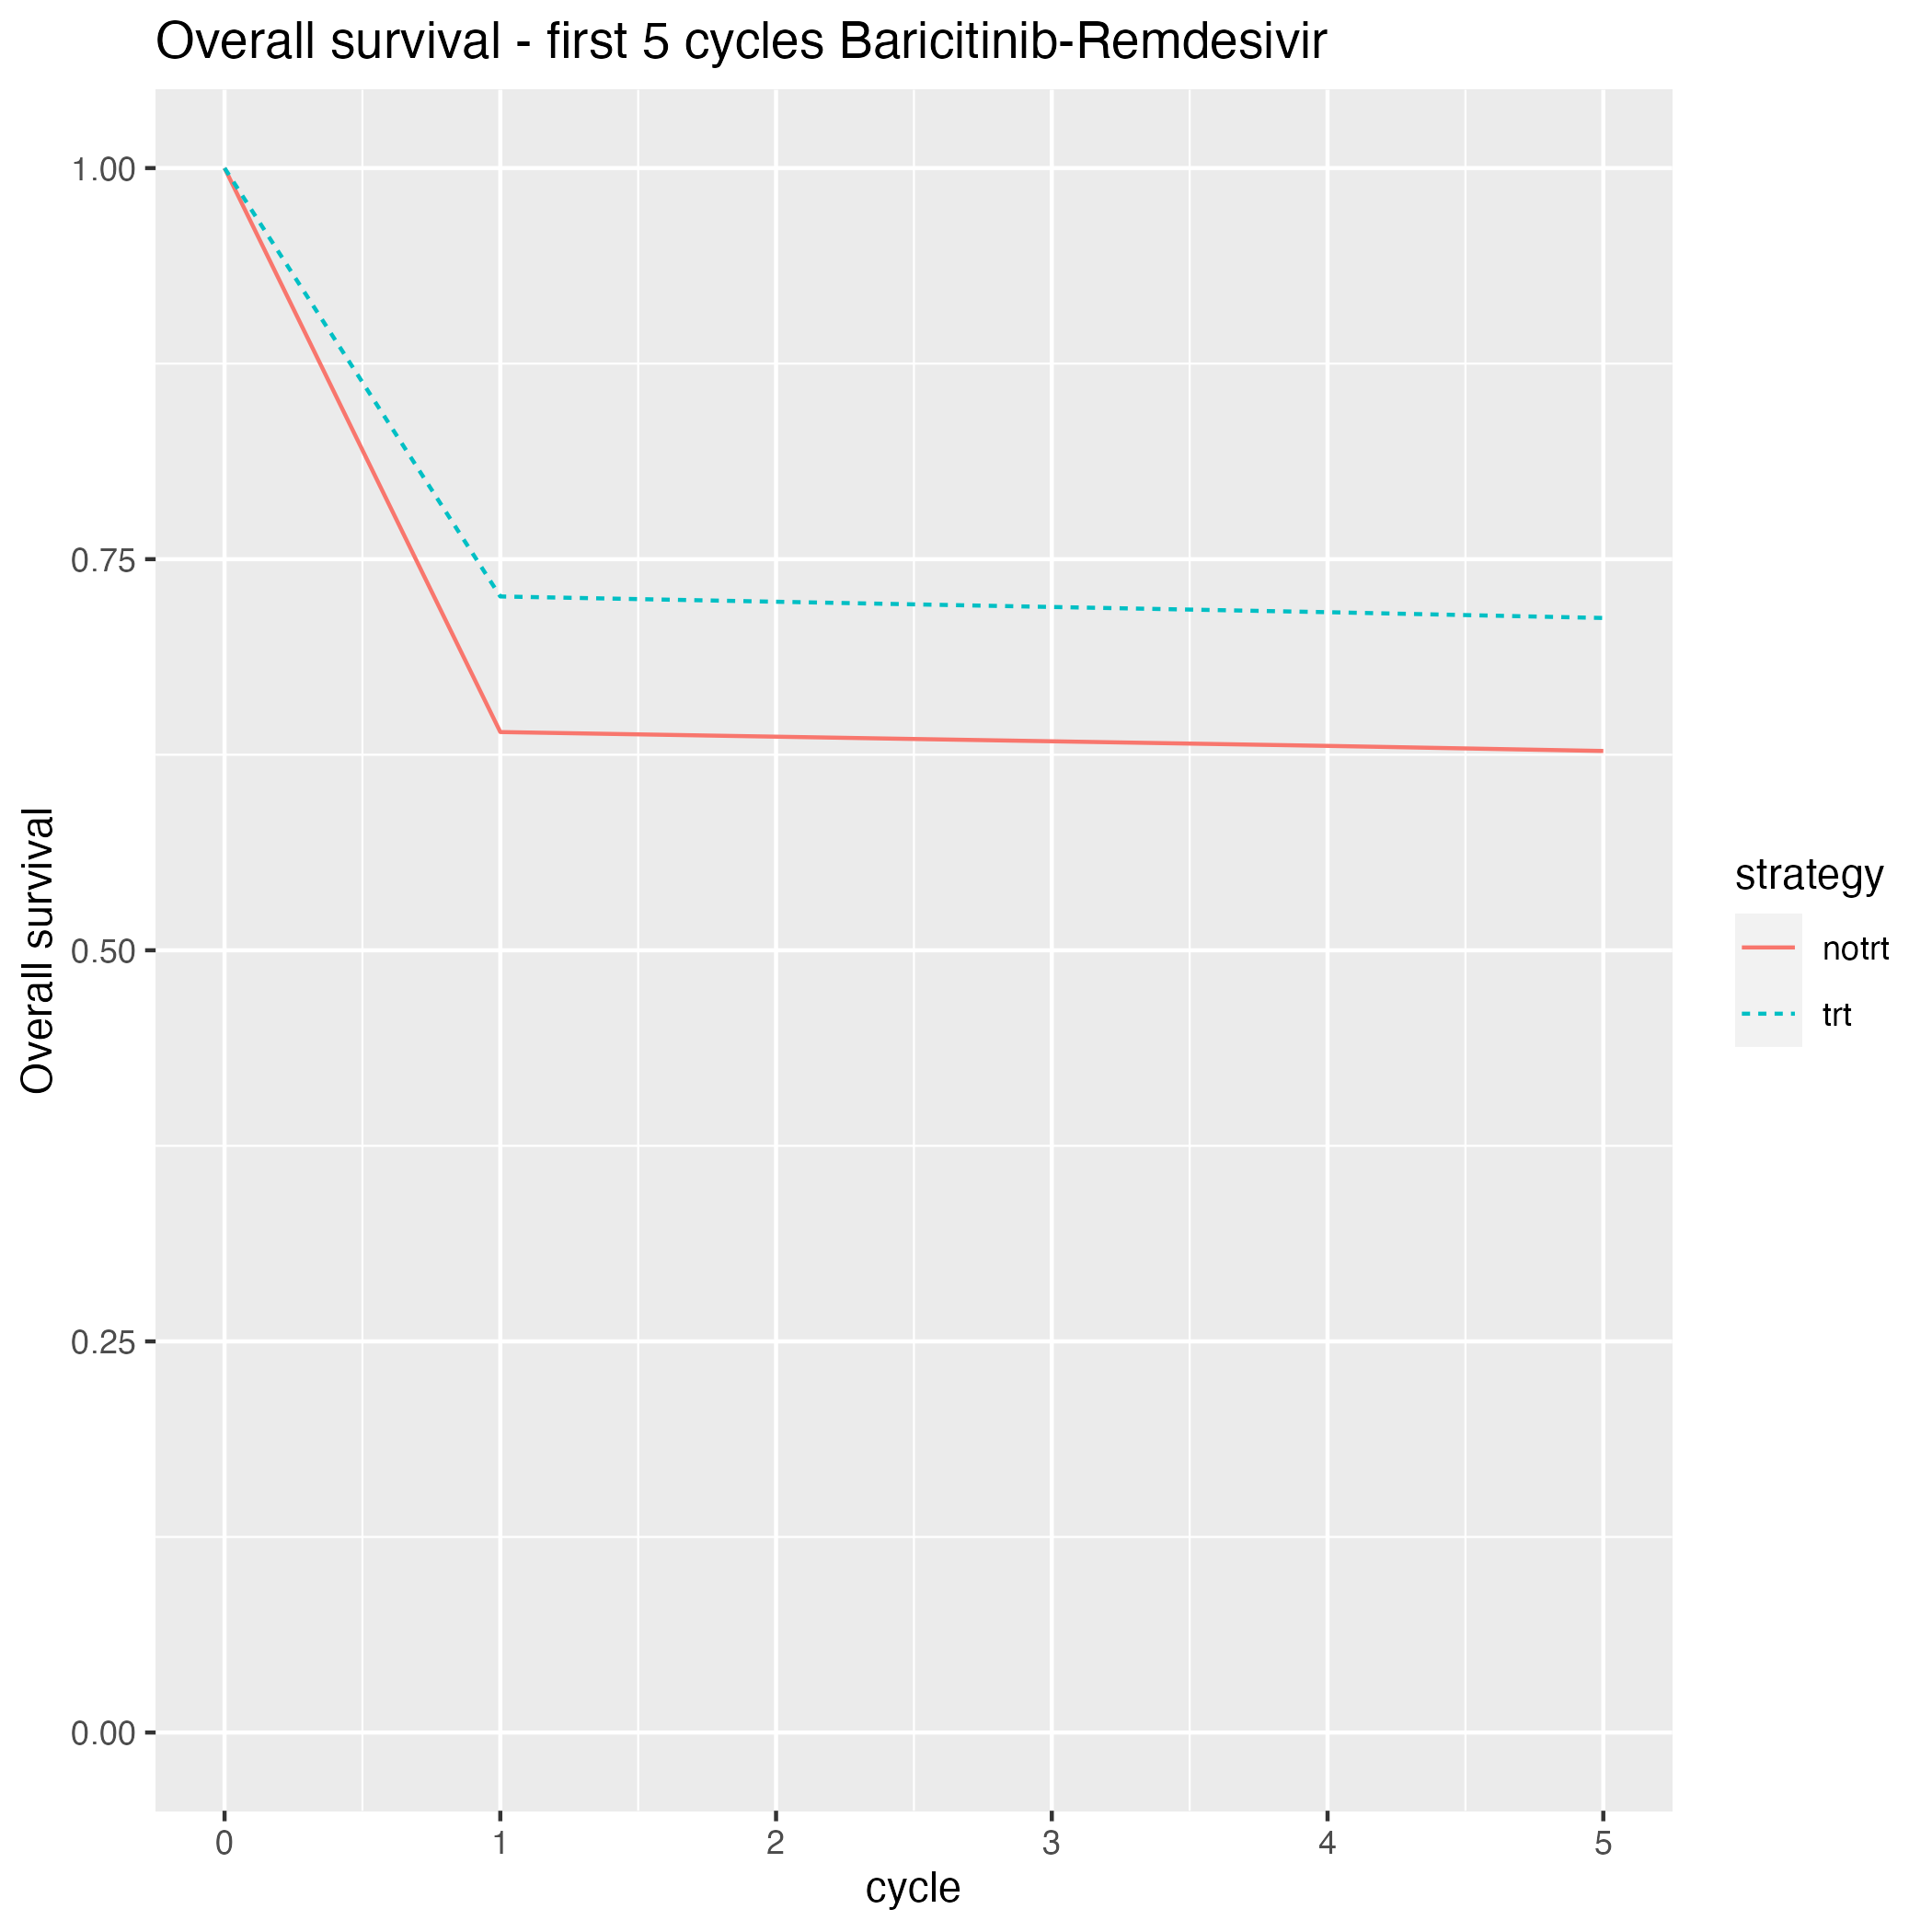 Overall survival - first 5 cycles Baricitinib-Remdesivir
1.00
0.75
0.50
0.25
0.00
Overall survival
0 1 2 3 4 5
cycle
strategy
notrt
trt